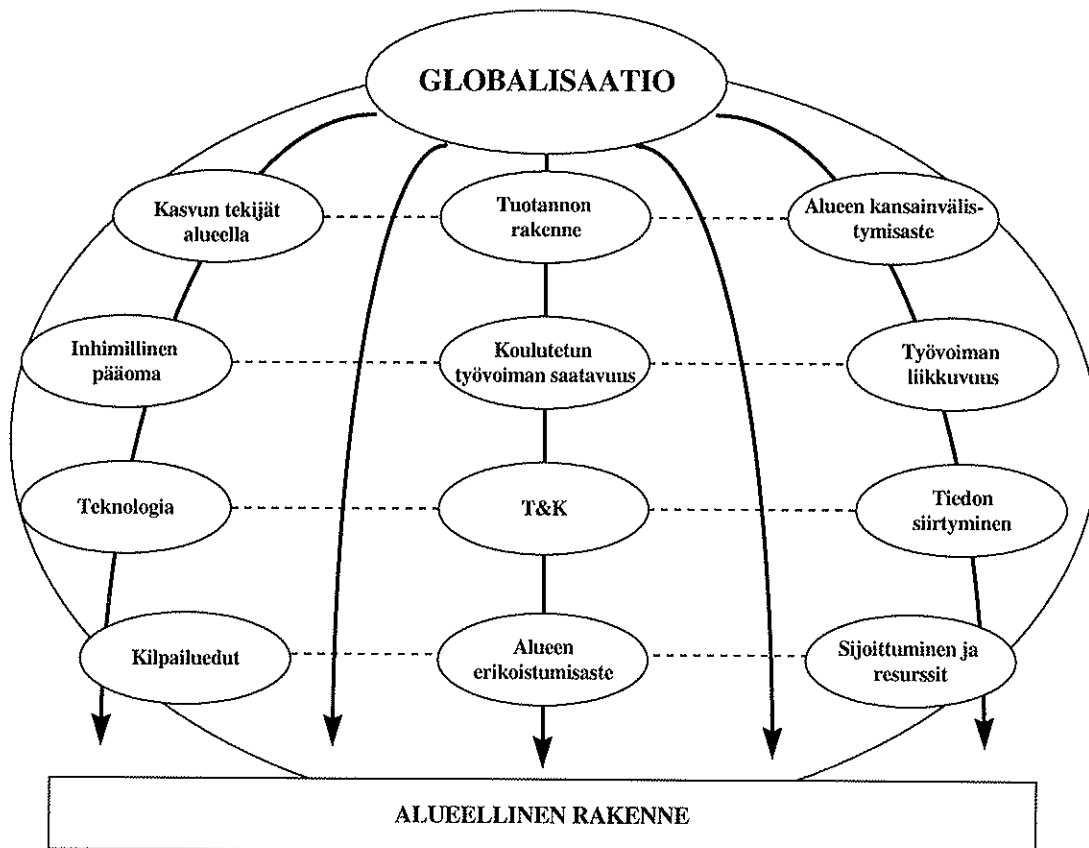 GLOBALISAATIO
Kasvun tekijät
alueella
Tuotannon
rakenne
Alueen kansainvälis-
tymisaste
Inhimillinen
pääoma
Koulutetun
työvoiman saatavuus
Työvoiman
liikkuvuus
Teknologia
T&K
Tiedon
siirtyminen
Kilpailuedut
Alueen
erikoistumisaste
Sijoittuminen ja
resurssit
ALUEELLINEN RAKENNE